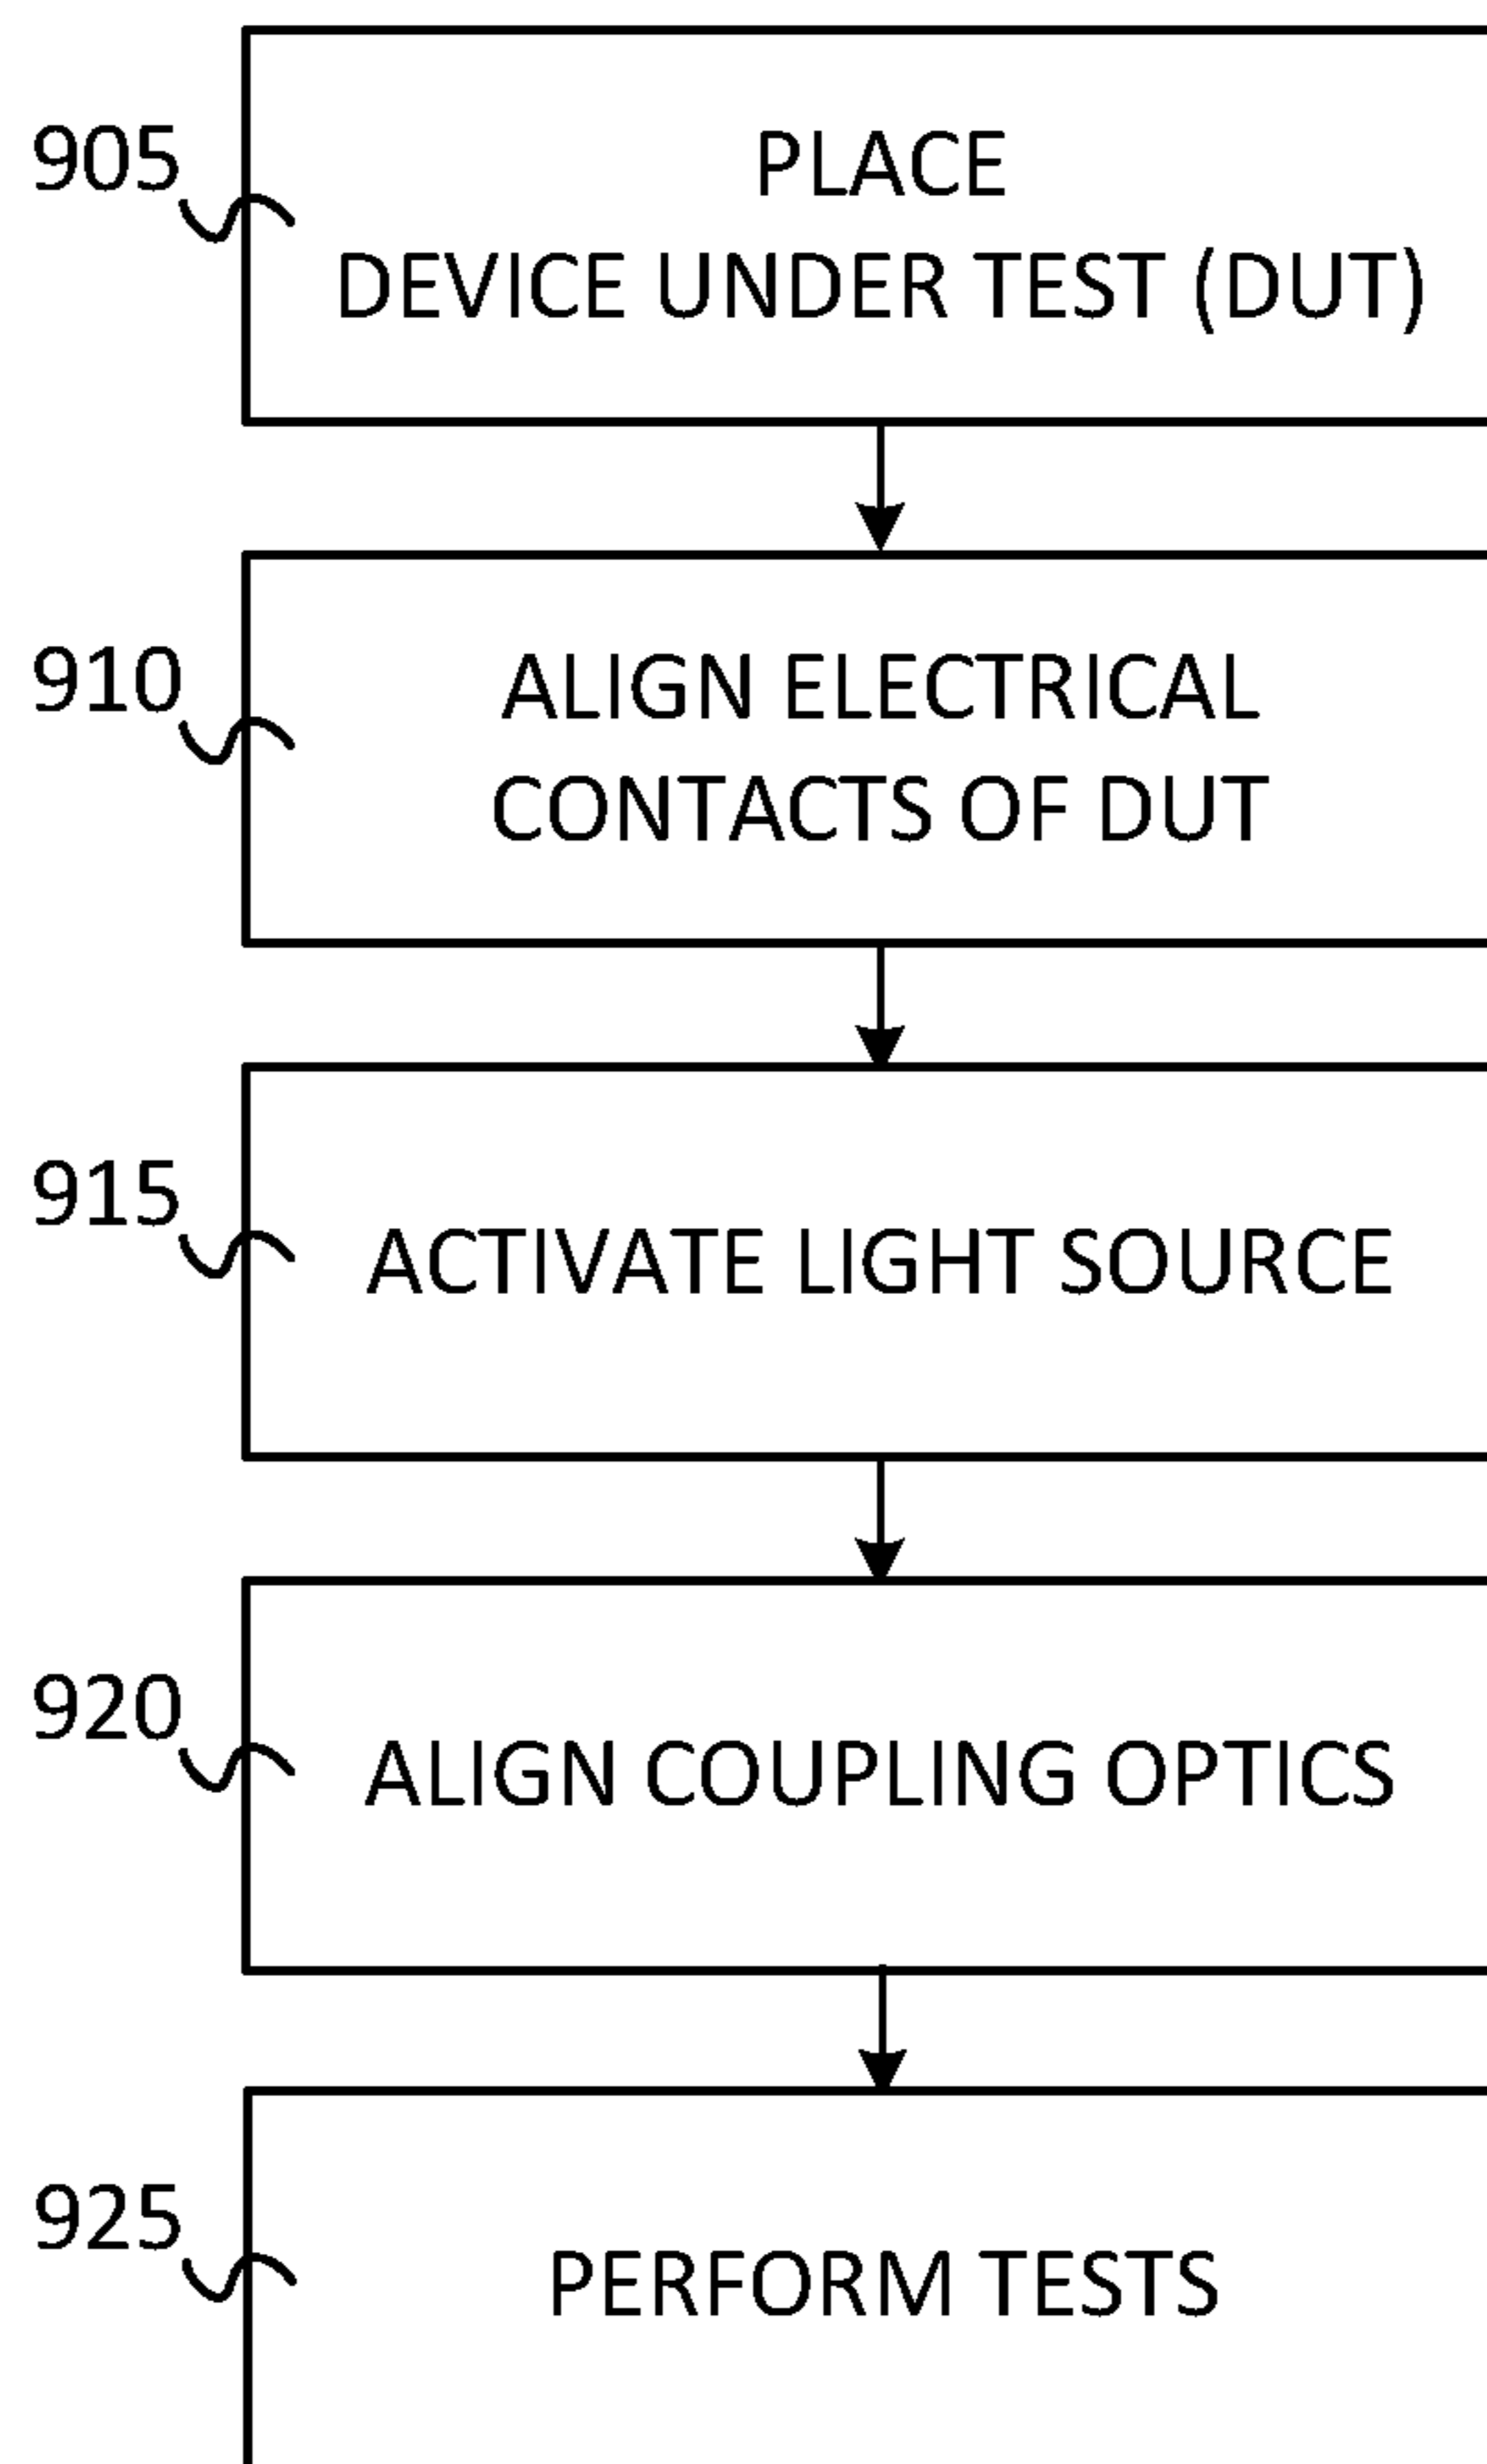 905
PLACE
DEVICE UNDER TEST (DUT)
910
ALIGN ELECTRICAL
CONTACTS OF DUT
915
ACTIVATE LIGHT SOURCE
920
ALIGN COUPLING OPTICS
925
PERFORM TESTS